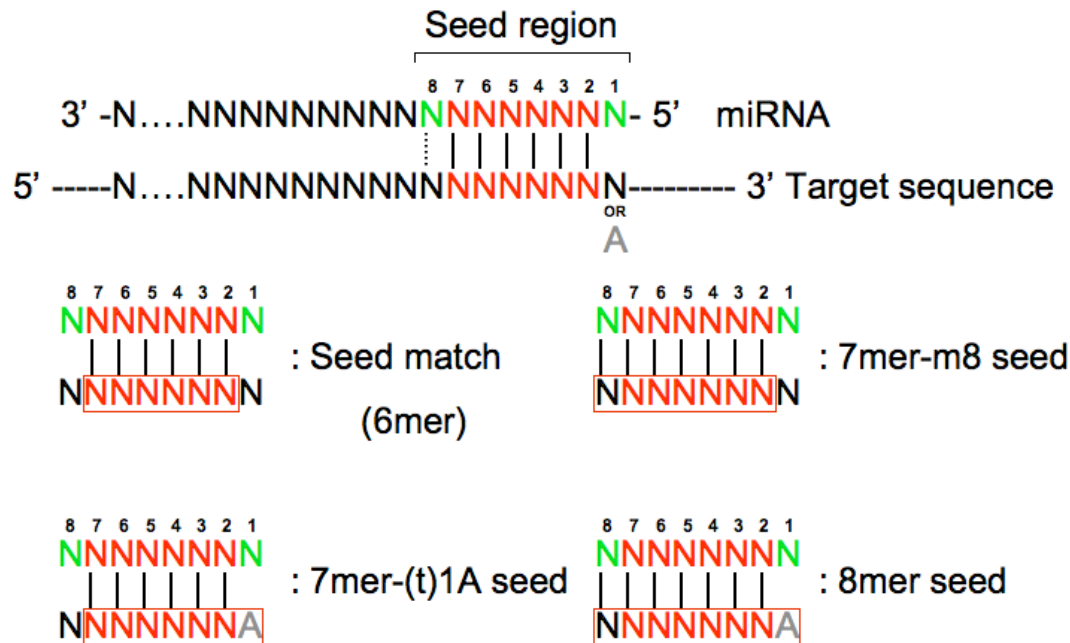 Seed region
8 7 6 5 4 3 2 1
3’ -N....NNNNNNNNNNNNNNNNN- 5’ miRNA
5’ -----N....NNNNNNNNNNNNNNNNN--------- 3’ Target sequence
OR
A
8 7 6 5 4 3 2 1
NNNNNNNN
: Seed match
NNNNNNNN
(6mer)
8 7 6 5 4 3 2 1
NNNNNNNN
: 7mer-m8 seed
NNNNNNNN
8 7 6 5 4 3 2 1
NNNNNNNN
: 7mer-(t)1A seed
NNNNNNNA
8 7 6 5 4 3 2 1
NNNNNNNN
: 8mer seed
NNNNNNNA